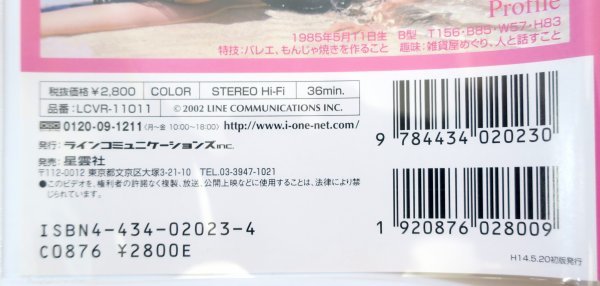 Profile
1985年5月11日生 B型 T156・B85・W57・H83
特技：バレエ、もんじゃ焼きを作ること 趣味：雑貨屋めぐり、人と話すこと
税抜価格¥2,800 COLOR STEREO Hi-Fi 36min.
品番：LCVR-11011 © 2002 LINE COMMUNICATIONS INC.
0120-09-1211 〈月〜金 10:00〜18:00〉 http://www.i-one-net.com/
発行：ラインコミュニケーションズinc.
発売：星雲社
〒112-0012 東京都文京区大塚3-21-10 TEL.03-3947-1021
●このビデオを、権利者の許諾なく複製、放送、公開上映などに使用することは、法律により禁
じられています。
9 784434 020230
ISBN4-434-02023-4
C0876 ¥2800E
1 920876 028009
H14.5.20初版発行